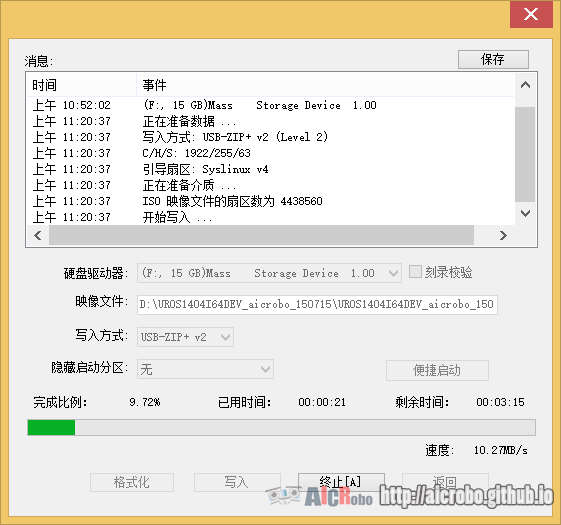 消息:
保存
时间 事件
上午 10:52:02 (F:, 15 GB)Mass Storage Device 1.00
上午 11:20:37 正在准备数据 ...
上午 11:20:37 写入方式: USB-ZIP+ v2 (Level 2)
上午 11:20:37 C/H/S: 1922/255/63
上午 11:20:37 引导扇区: Syslinux v4
上午 11:20:37 正在准备介质 ...
上午 11:20:37 ISO 映像文件的扇区数为 4438560
上午 11:20:37 开始写入 ...
硬盘驱动器: (F:, 15 GB)Mass Storage Device 1.00 刻录校验
映像文件: D:\UROS1404I64DEV_aicrobo_150715\UROS1404I64DEV_aicrobo_150
写入方式: USB-ZIP+ v2
隐藏启动分区: 无 便捷启动
完成比例: 9.72% 已用时间: 00:00:21 剩余时间: 00:03:15
速度: 10.27MB/s
格式化 写入 终止[A] 返回
AICRobo http://aicrobo.github.io